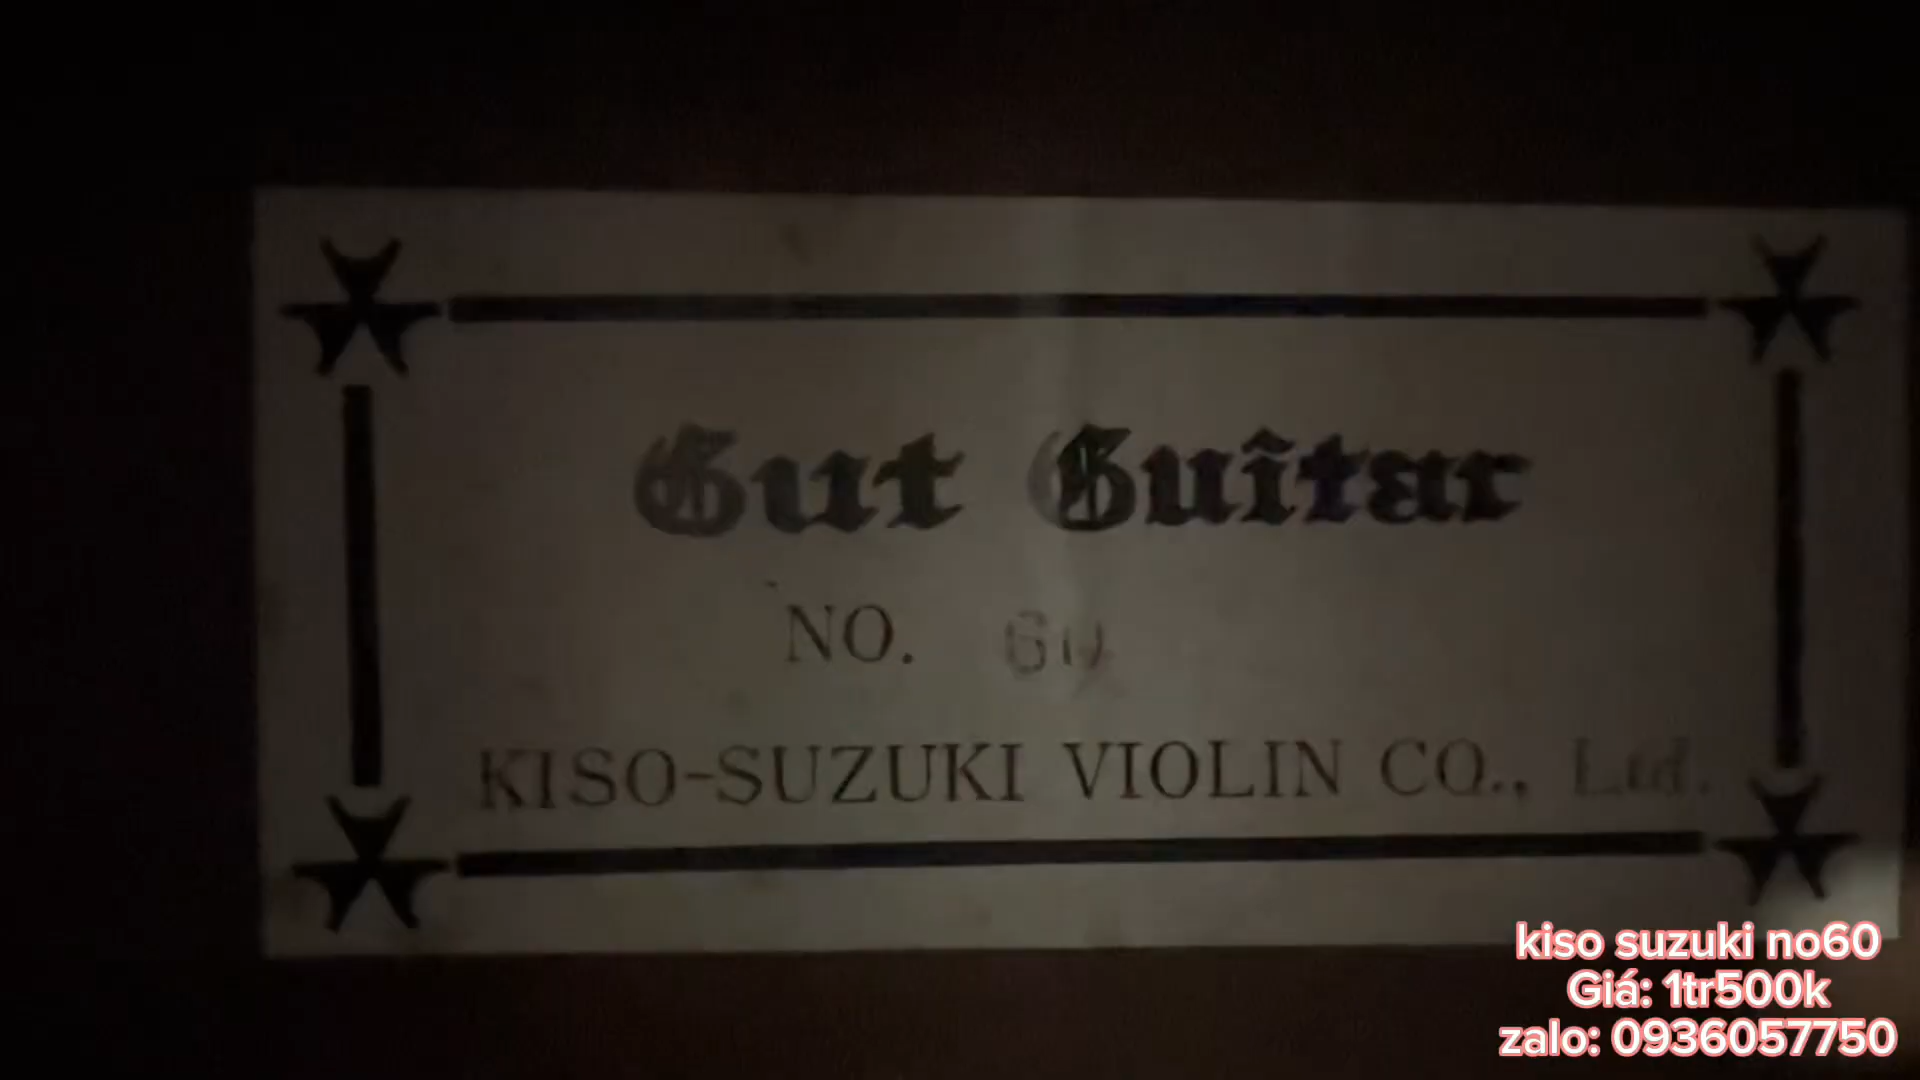 Gut Guitar
NO. 60
KISO-SUZUKI VIOLIN CO., Ltd.
kiso suzuki no60
Giá: 1tr500k
zalo: 0936057750